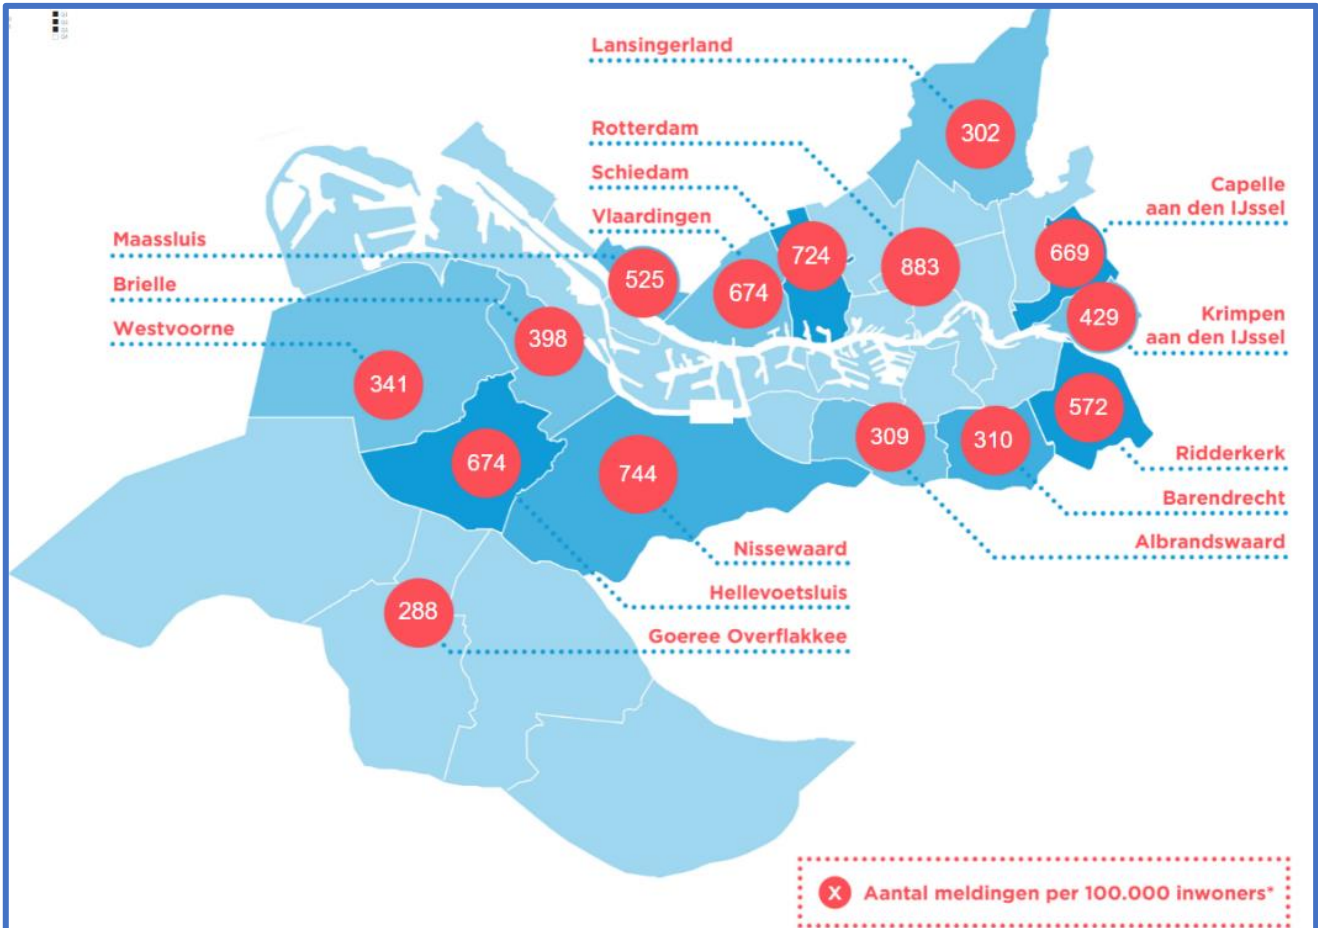 Lansingerland
302
Rotterdam
Schiedam
Vlaardingen
Capelle
aan den IJssel
Maassluis
Brielle
Westvoorne
525
674
724
883
669
429
Krimpen
aan den IJssel
398
341
572
309
310
674
744
Ridderkerk
Barendrecht
Albrandswaard
Nissewaard
Hellevoetsluis
288
Goeree Overflakkee
X Aantal meldingen per 100.000 inwoners*